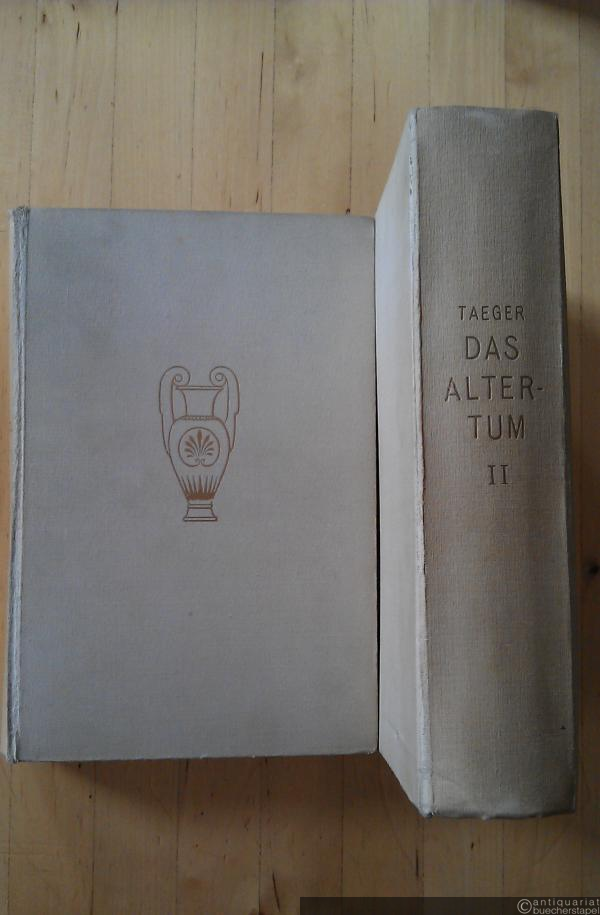 TAEGER
DAS
ALTER-
TUM
II
©antiquariat
buecherstapel